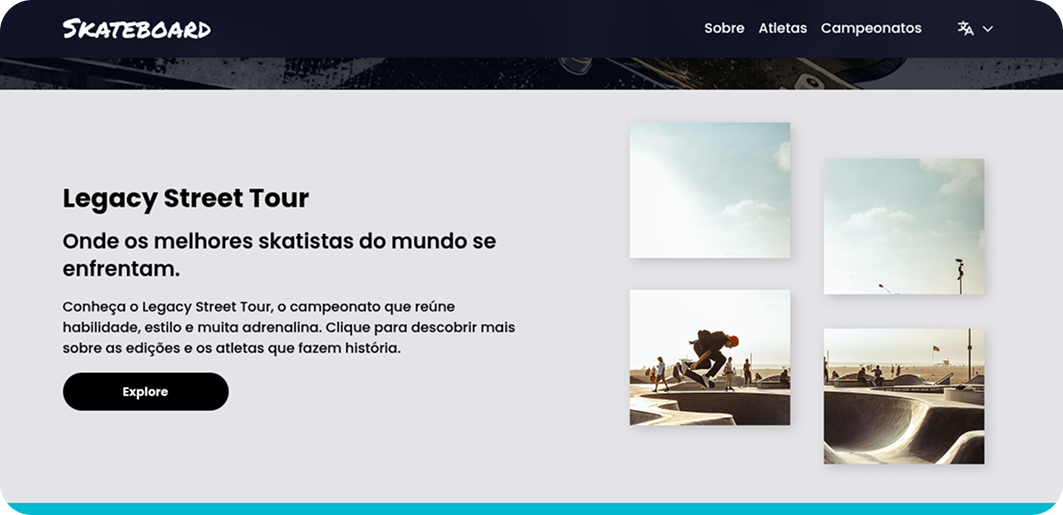 SKATEBOARD
Sobre Atletas Campeonatos
Legacy Street Tour
Onde os melhores skatistas do mundo se
enfrentam.
Conheça o Legacy Street Tour, o campeonato que reúne
habilidade, estilo e muita adrenalina. Clique para descobrir mais
sobre as edições e os atletas que fazem história.
Explore